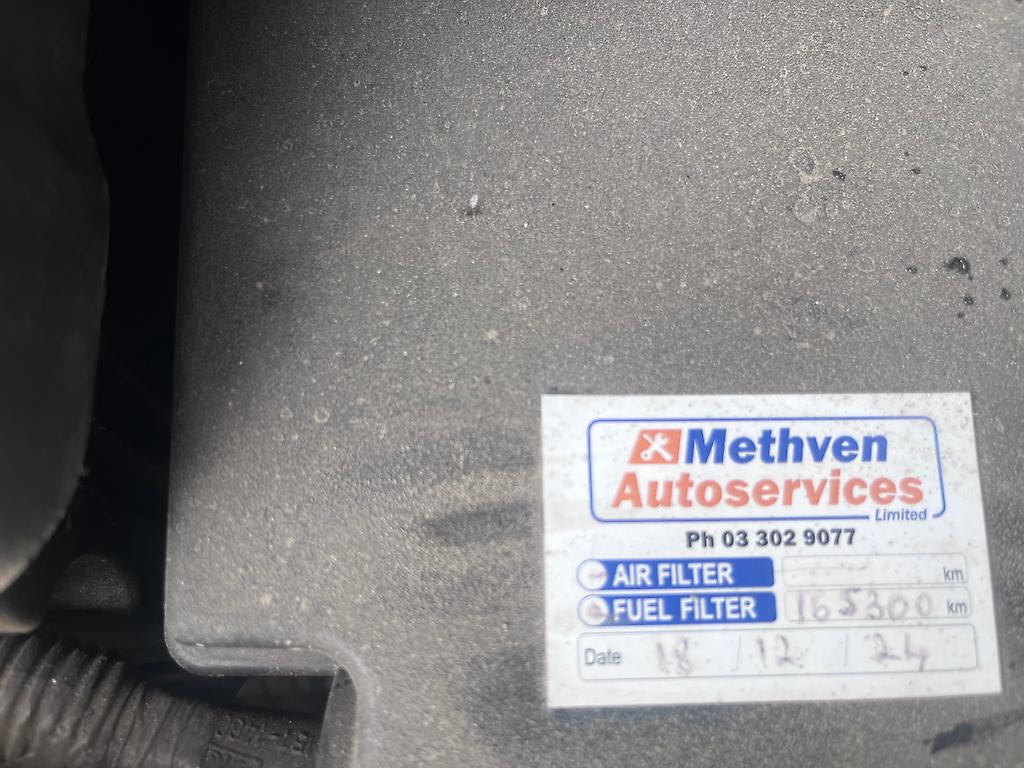 Methven
Autoservices
Limited
Ph 03 302 9077
AIR FILTER km
FUEL FILTER 165300 km
Date 18 / 12 / 24